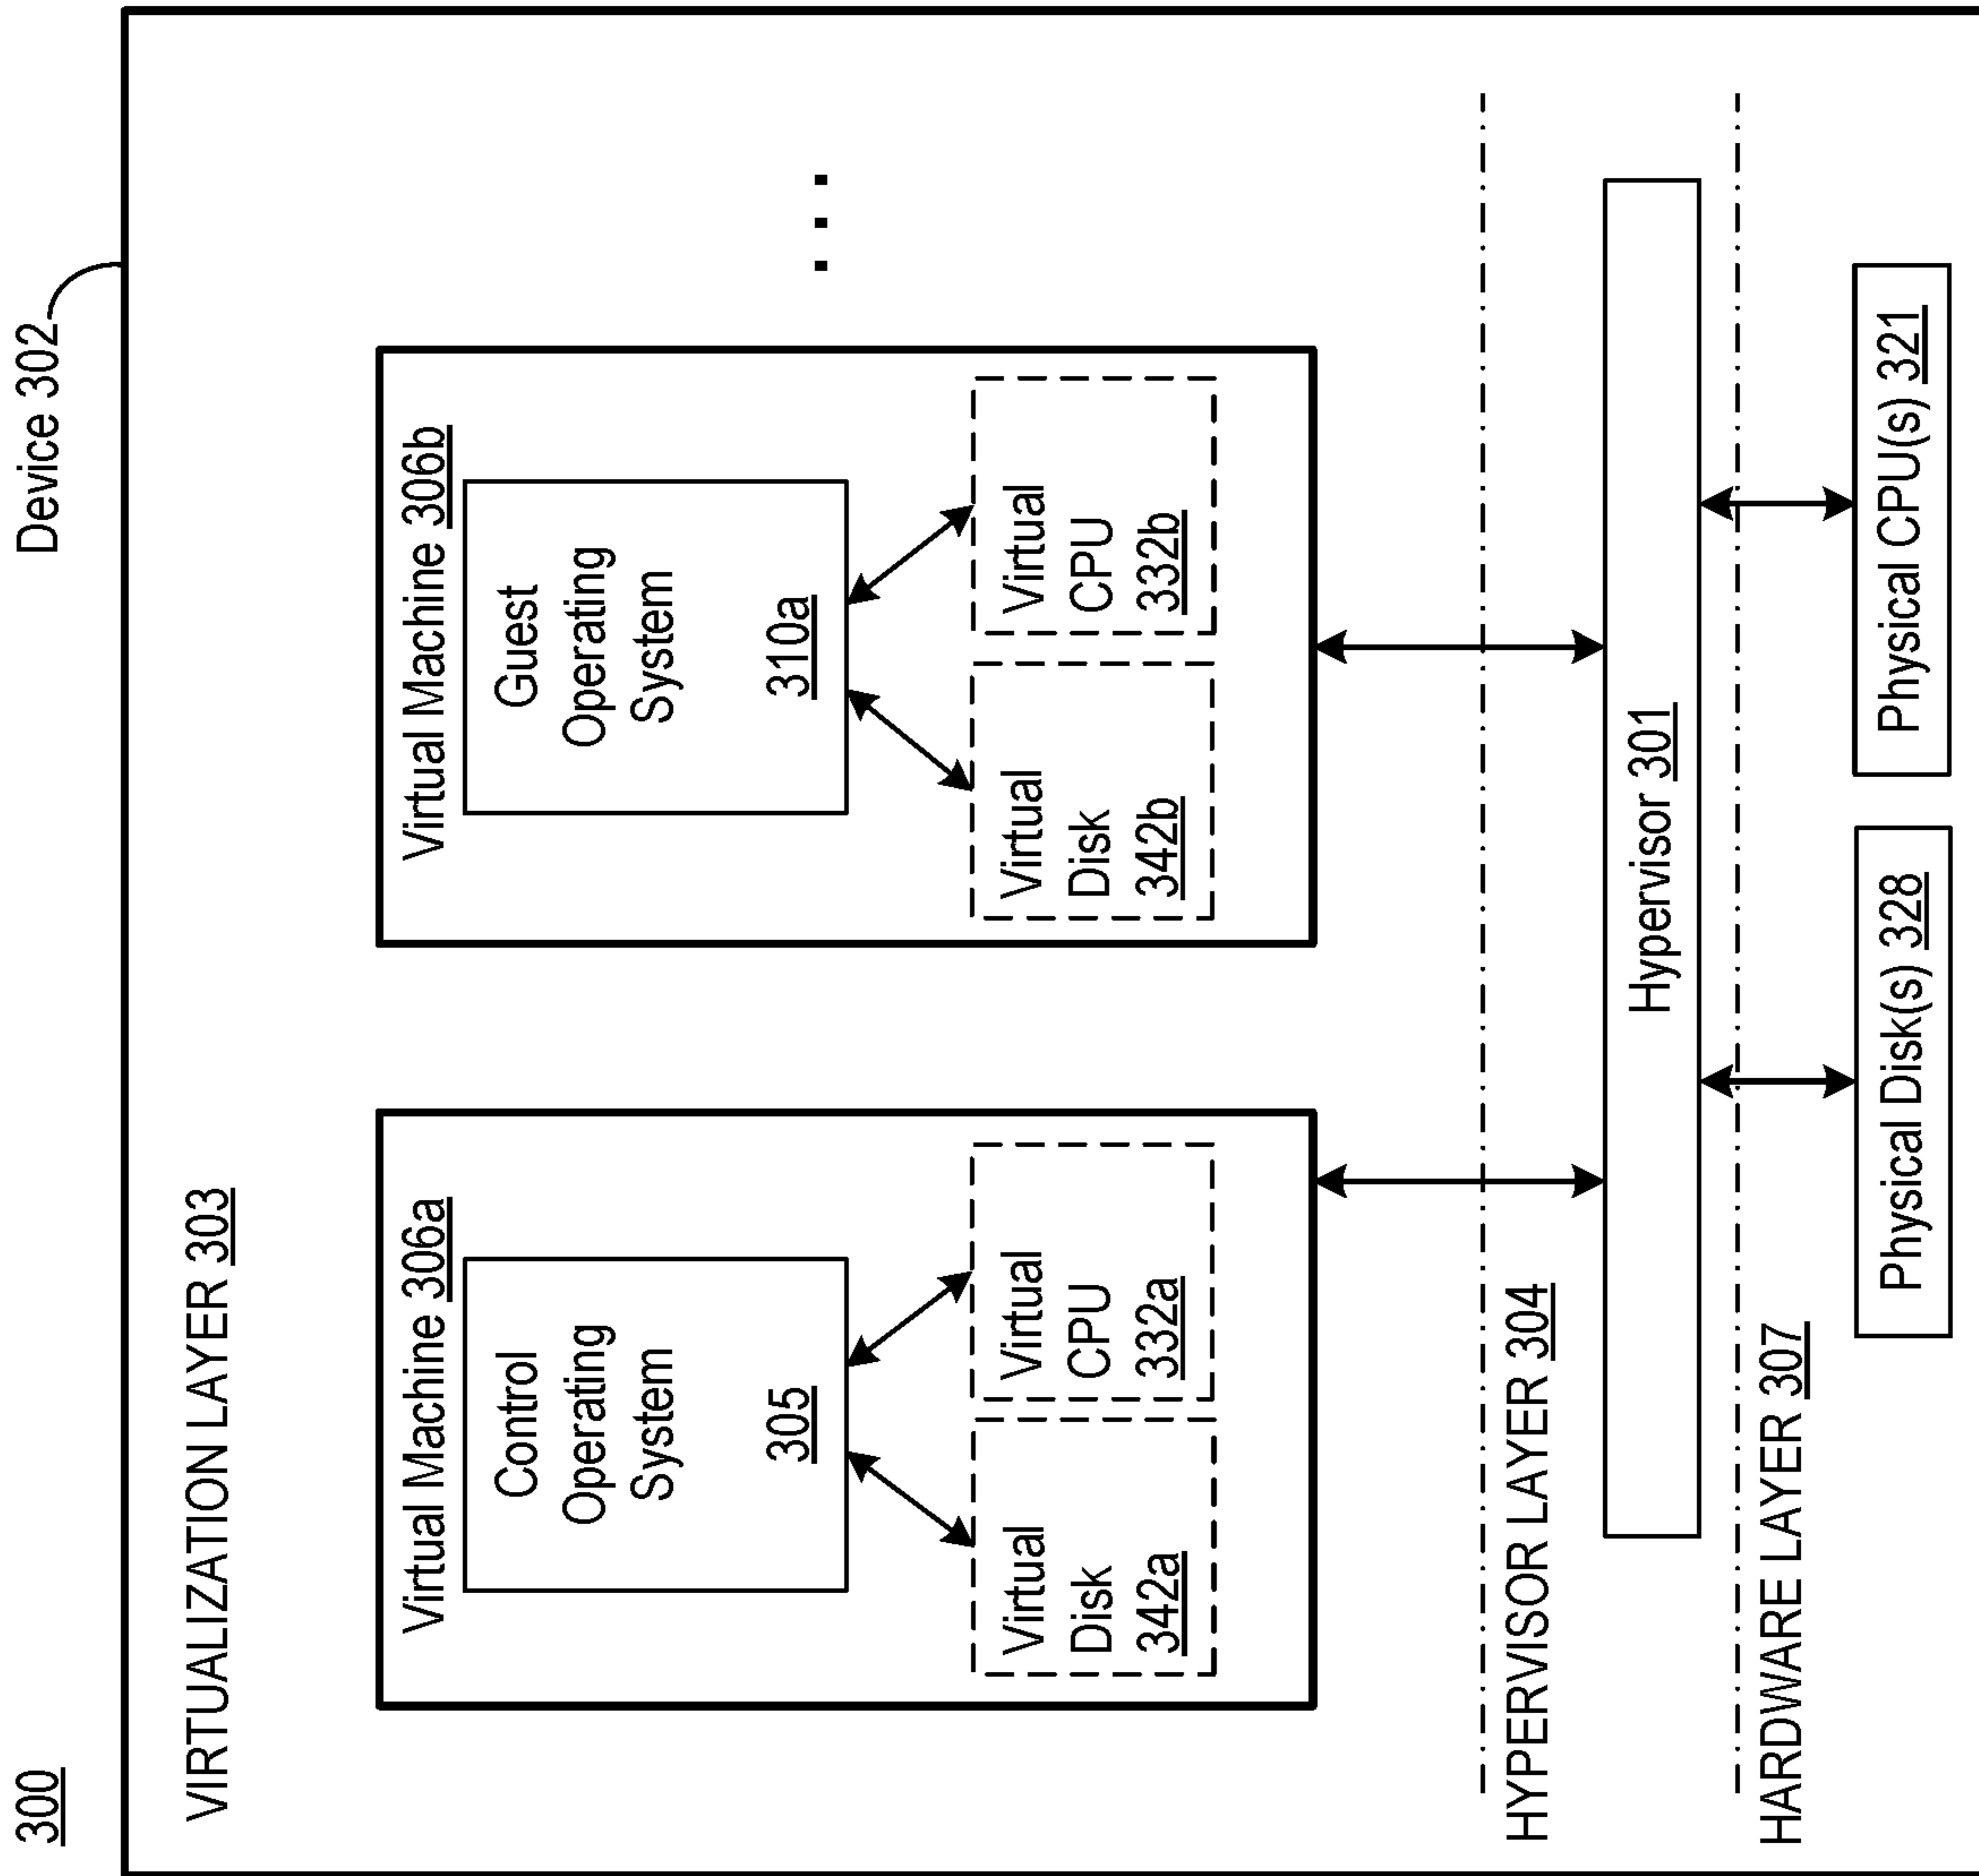 300
Device 302
VIRTUALIZATION LAYER 303
Virtual Machine 306a
Control
Operating
System
305
Virtual
Disk
342a
Virtual
CPU
332a
Virtual Machine 306b
Guest
Operating
System
310a
Virtual
Disk
342b
Virtual
CPU
332b
. . .
HYPERVISOR LAYER 304
Hypervisor 301
HARDWARE LAYER 307
Physical Disk(s) 328
Physical CPU(s) 321